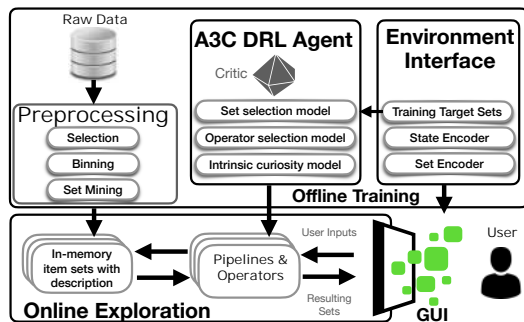 Raw Data
Preprocessing
Selection
Binning
Set Mining
A3C DRL Agent
Critic
Set selection model
Operator selection model
Intrinsic curiosity model
Environment
Interface
Training Target Sets
State Encoder
Set Encoder
Offline Training
In-memory
item sets with
description
Pipelines &
Operators
User Inputs
Resulting
Sets
GUI
User
Online Exploration